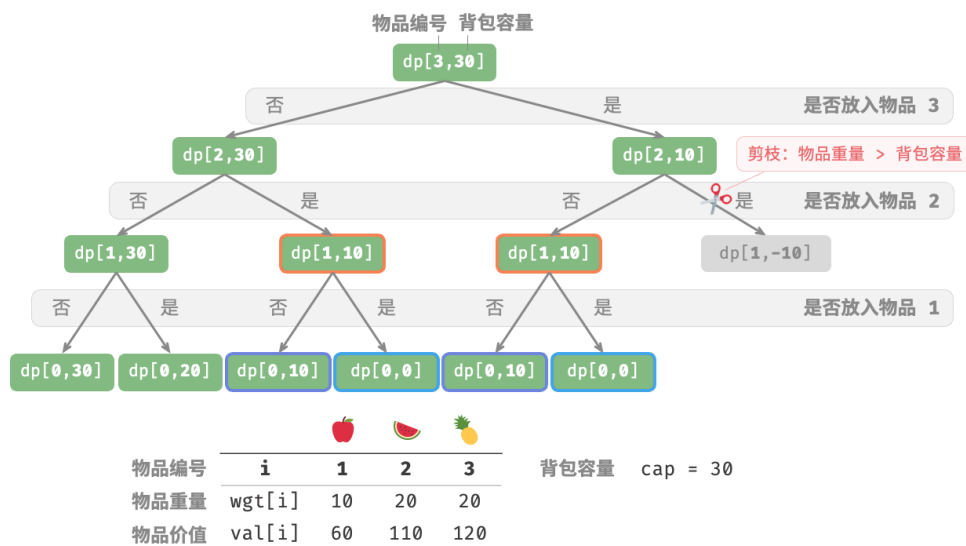 物品编号 背包容量
dp[3,30]
否 是 是否放入物品 3
dp[2,30] dp[2,10] 剪枝：物品重量 > 背包容量
否 是 否 是 是否放入物品 2
dp[1,30] dp[1,10] dp[1,10] dp[1,-10]
否 是 否 是 否 是 是否放入物品 1
dp[0,30] dp[0,20] dp[0,10] dp[0,0] dp[0,10] dp[0,0]
物品编号 i 1 2 3 背包容量 cap = 30
物品重量 wgt[i] 10 20 20
物品价值 val[i] 60 110 120